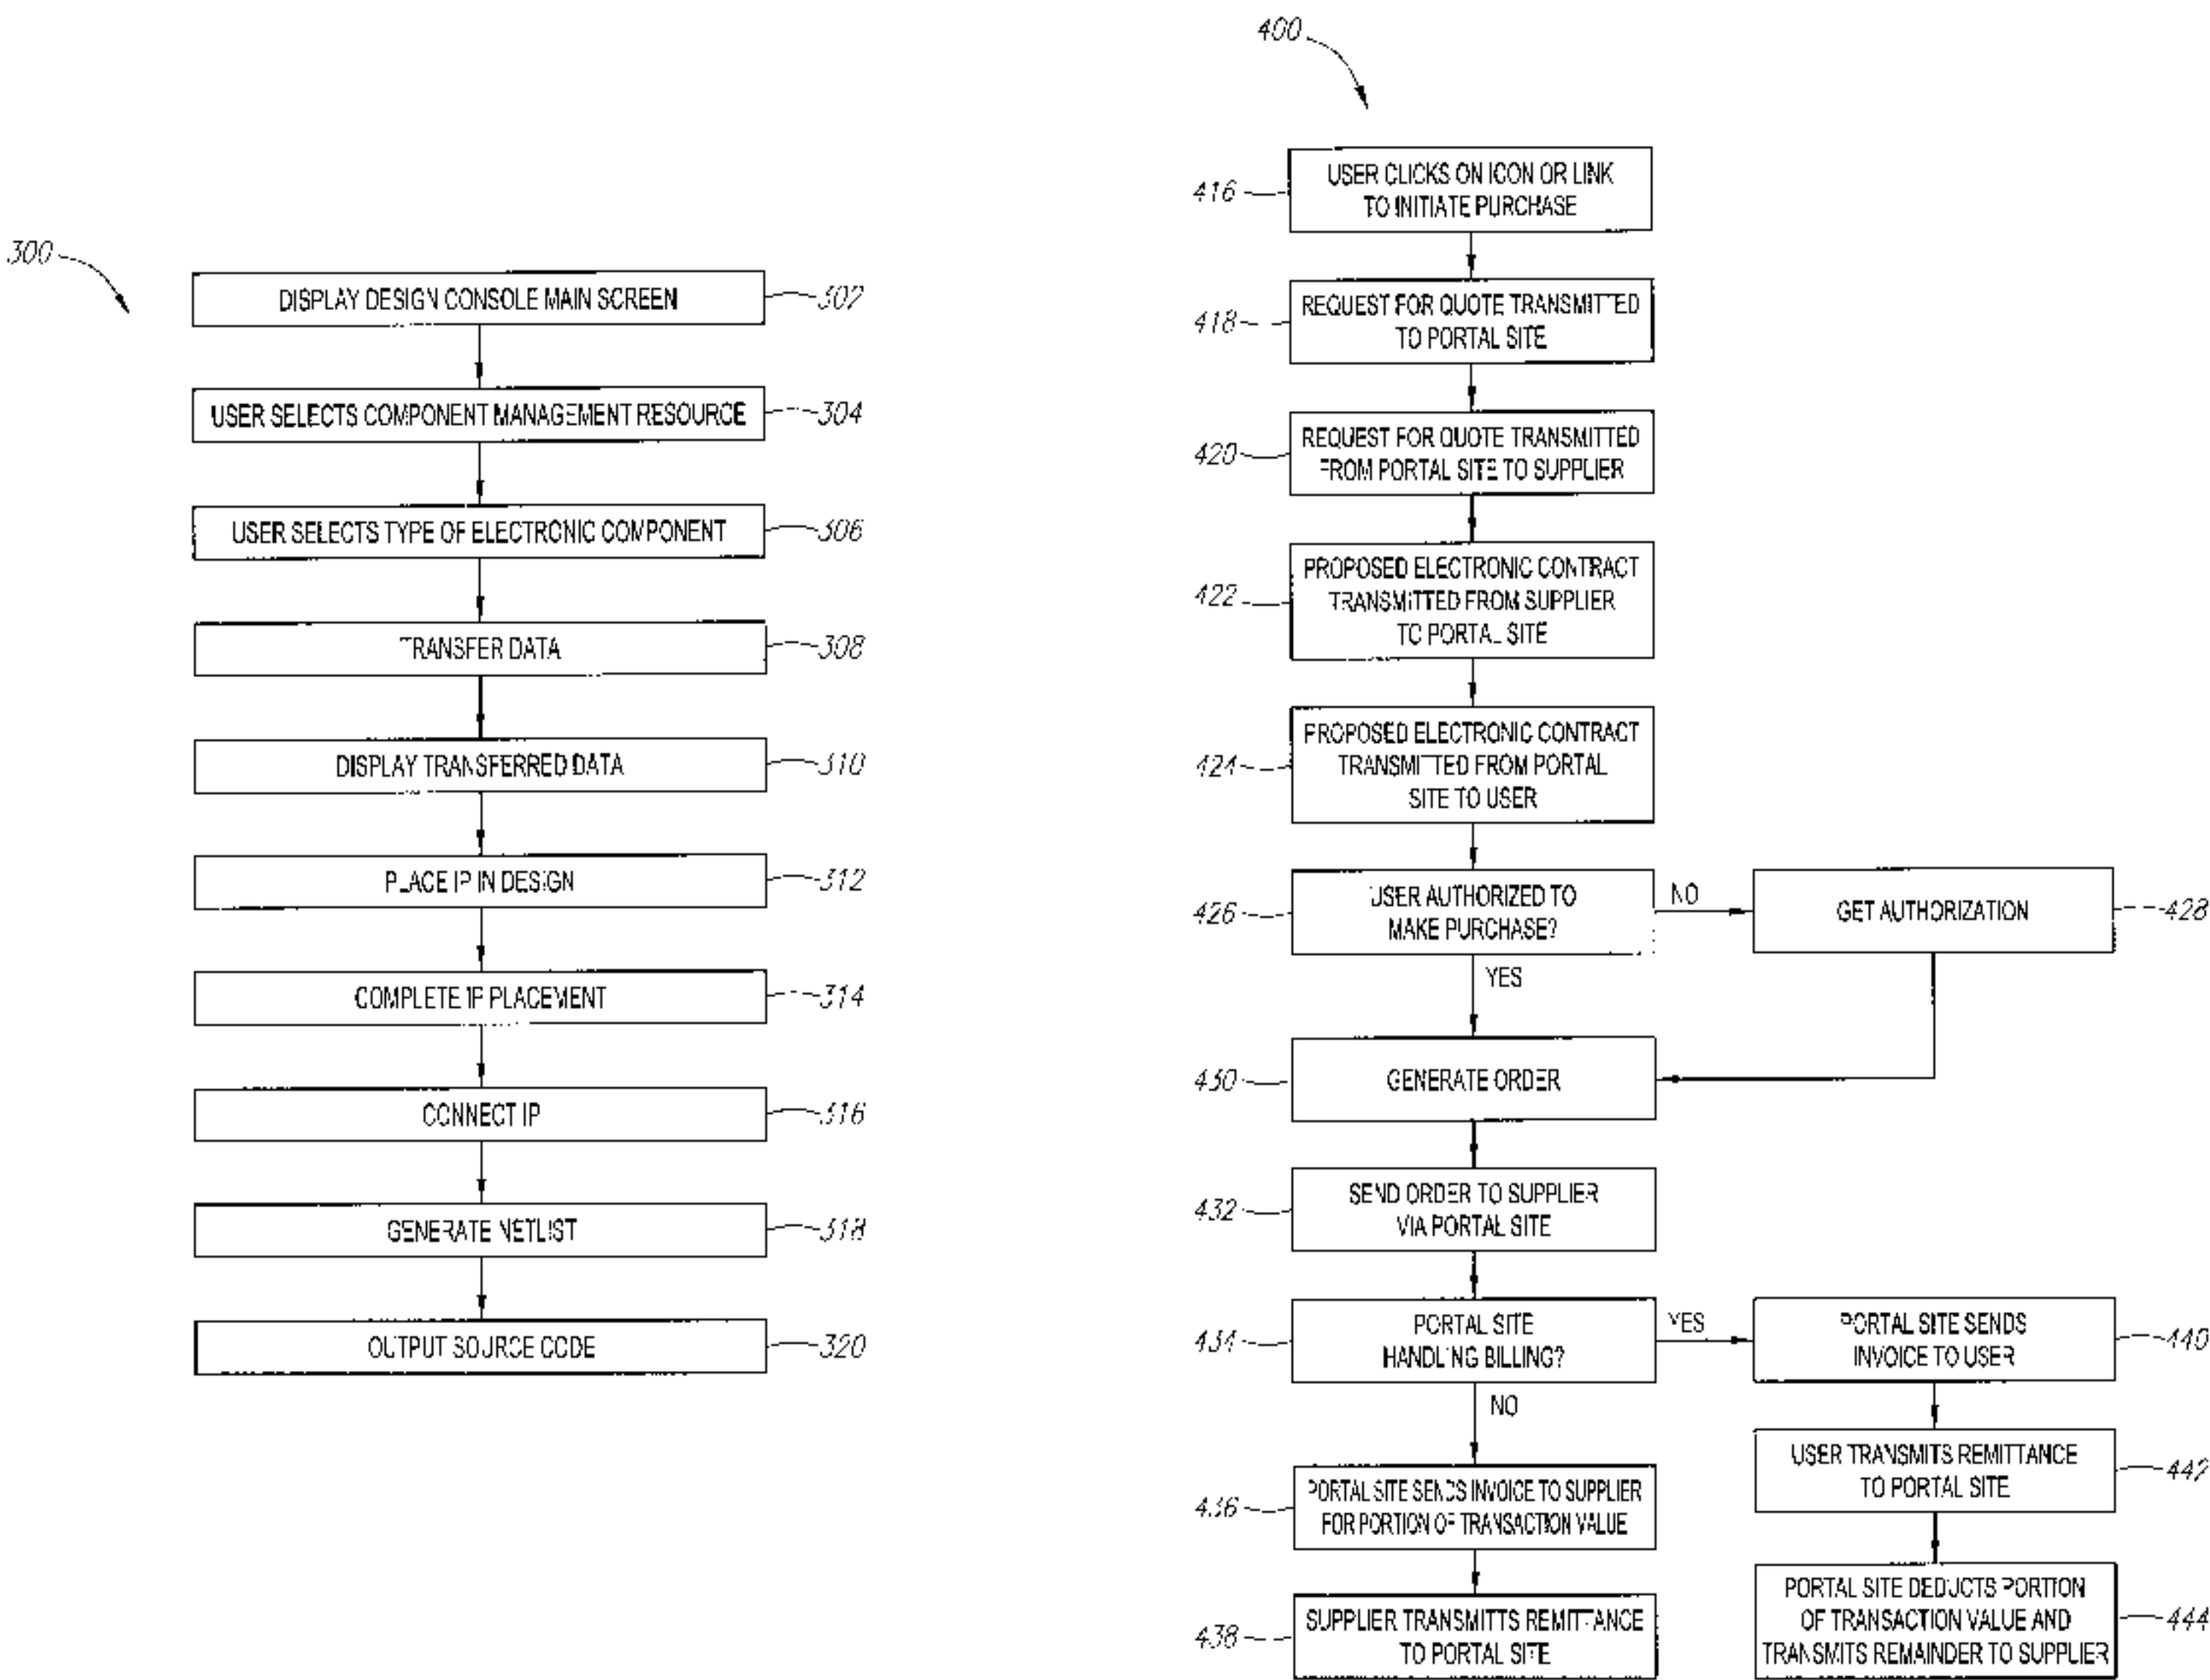 300
DISPLAY DESIGN CONSOLE MAIN SCREEN
302
USER SELECTS COMPONENT MANAGEMENT RESOURCE
304
USER SELECTS TYPE OF ELECTRONIC COMPONENT
306
TRANSFER DATA
308
DISPLAY TRANSFERRED DATA
310
PLACE IP IN DESIGN
312
COMPLETE IP PLACEMENT
314
CONNECT IP
316
GENERATE NETLIST
318
OUTPUT SOURCE CODE
320
400
416
USER CLICKS ON ICON OR LINK
TO INITIATE PURCHASE
418
REQUEST FOR QUOTE TRANSMITTED
TO PORTAL SITE
420
REQUEST FOR QUOTE TRANSMITTED
FROM PORTAL SITE TO SUPPLIER
422
PROPOSED ELECTRONIC CONTRACT
TRANSMITTED FROM SUPPLIER
TO PORTAL SITE
424
PROPOSED ELECTRONIC CONTRACT
TRANSMITTED FROM PORTAL
SITE TO USER
426
USER AUTHORIZED TO
MAKE PURCHASE?
NO
GET AUTHORIZATION
428
YES
430
GENERATE ORDER
432
SEND ORDER TO SUPPLIER
VIA PORTAL SITE
434
PORTAL SITE
HANDLING BILLING?
YES
PORTAL SITE SENDS
INVOICE TO USER
440
NO
USER TRANSMITS REMITTANCE
TO PORTAL SITE
442
436
PORTAL SITE SENDS INVOICE TO SUPPLIER
FOR PORTION OF TRANSACTION VALUE
438
SUPPLIER TRANSMITTS REMITTANCE
TO PORTAL SITE
PORTAL SITE DEDUCTS PORTION
OF TRANSACTION VALUE AND
TRANSMITS REMAINDER TO SUPPLIER
444